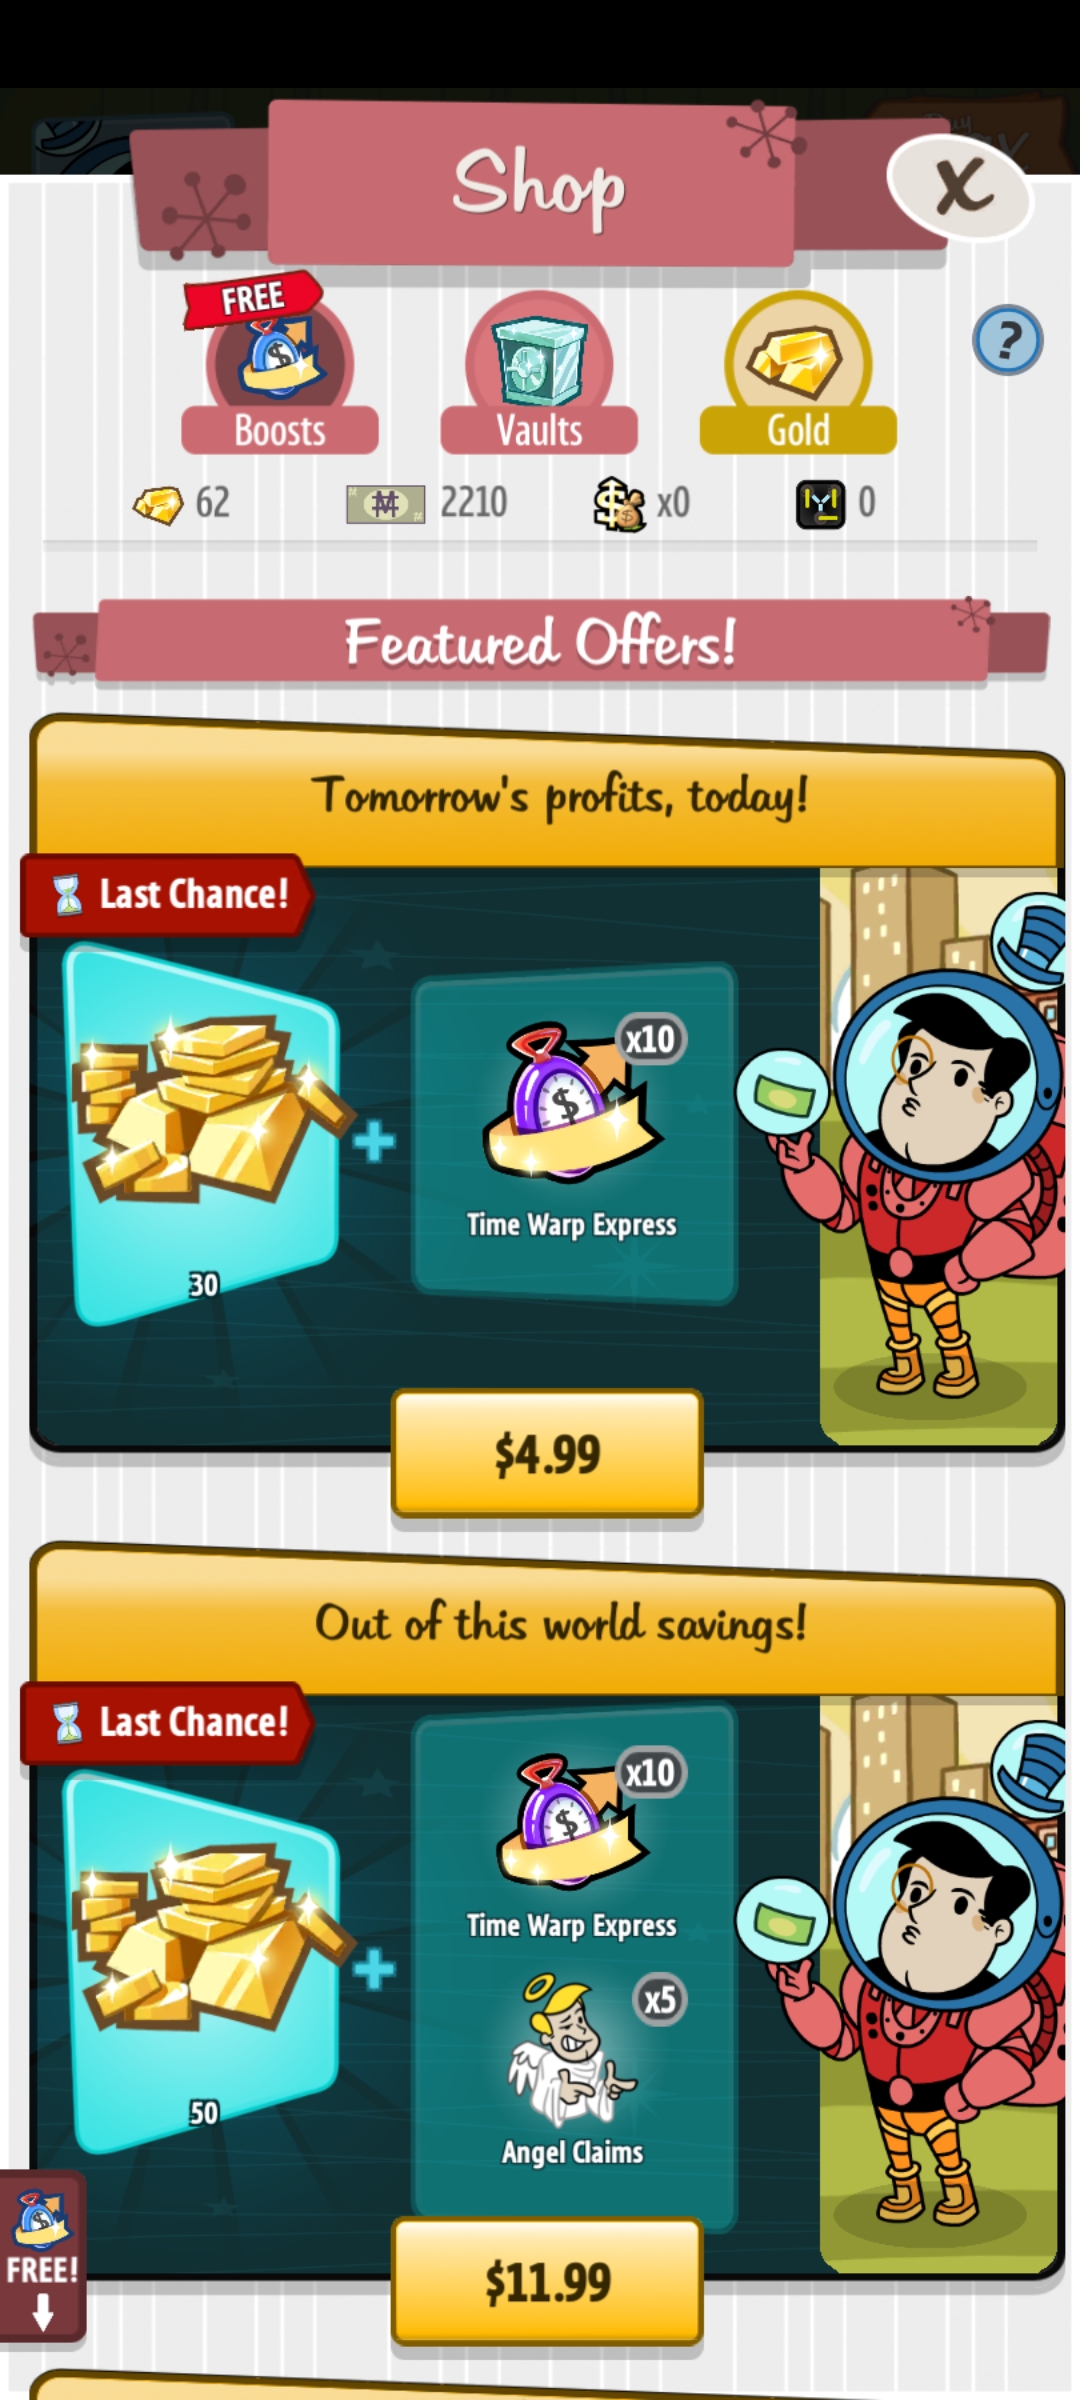 Shop
X
FREE
Boosts
Vaults
Gold
?
62
2210
x0
0
Featured Offers!
Tomorrow's profits, today!
Last Chance!
x10
Time Warp Express
30
$4.99
Out of this world savings!
Last Chance!
x10
Time Warp Express
x5
Angel Claims
50
FREE!
$11.99